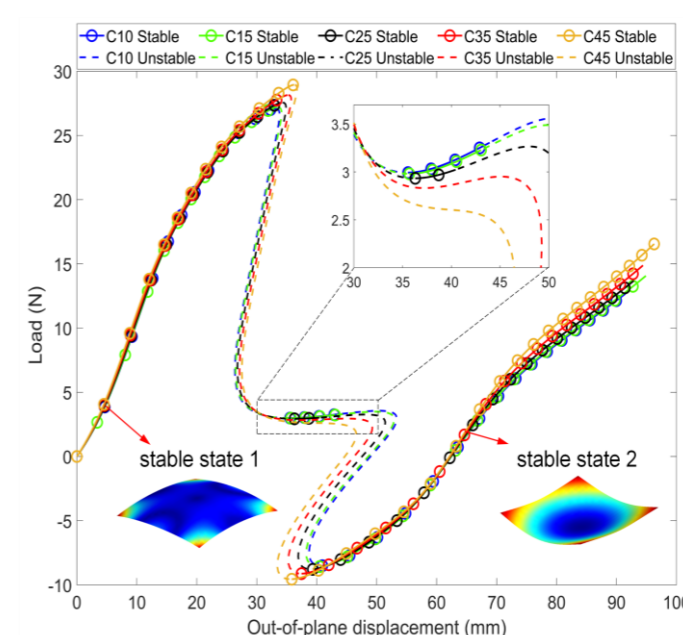 C10 Stable C15 Stable C25 Stable C35 Stable C45 Stable
C10 Unstable C15 Unstable C25 Unstable C35 Unstable C45 Unstable
30
25
20
15
10
5
0
-5
-10
Load (N)
3.5
3
2.5
2
30 35 40 45 50
stable state 1
stable state 2
0 10 20 30 40 50 60 70 80 90
Out-of-plane displacement (mm)